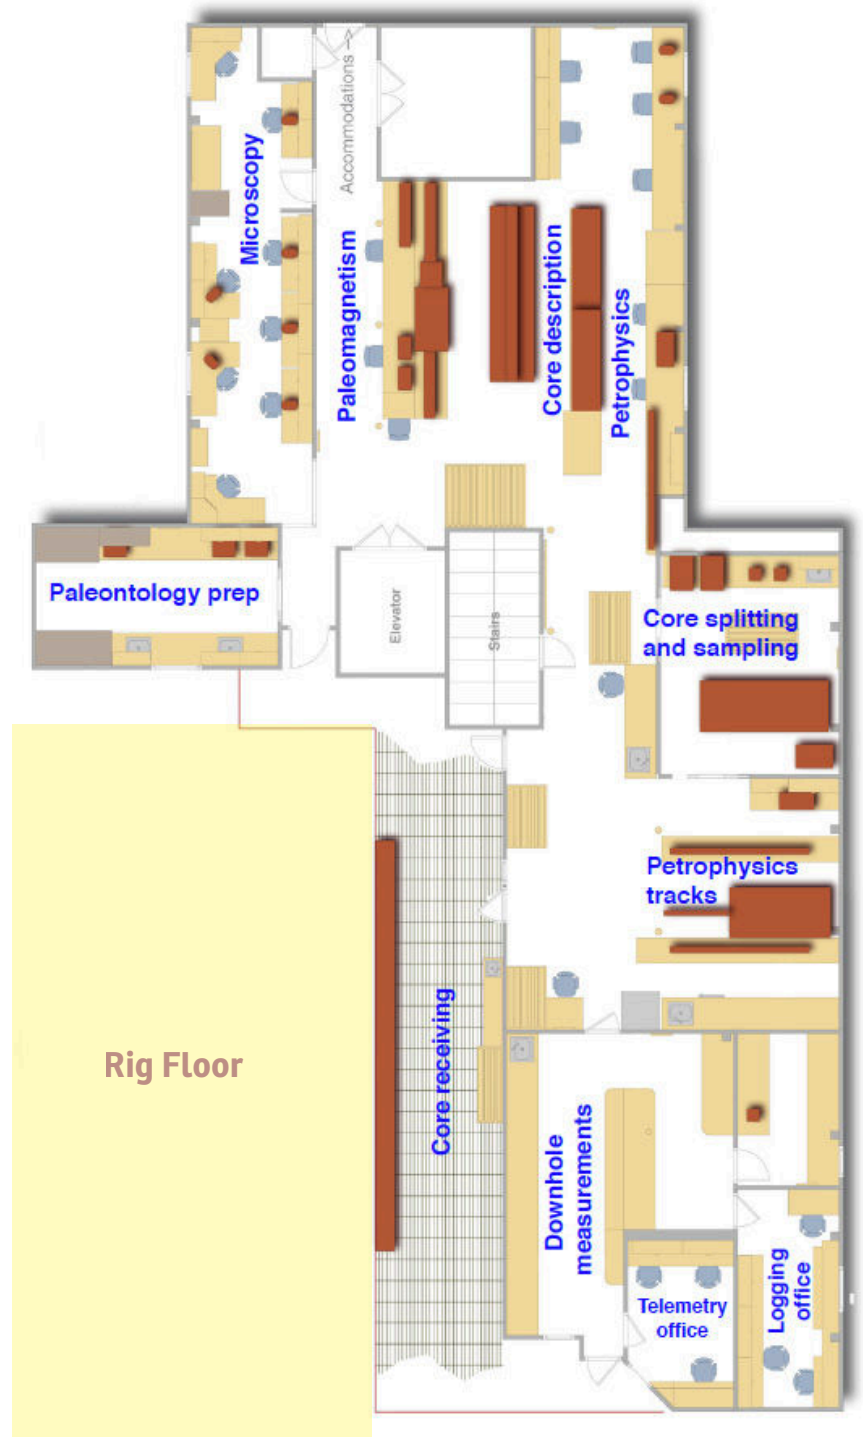 Accommodations -->
Microscopy
Paleomagnetism
Core description
Petrophysics
Paleontology prep
Elevator
Stairs
Core splitting
and sampling
Petrophysics
tracks
Rig Floor
Core receiving
Downhole
measurements
Telemetry
office
Logging
office